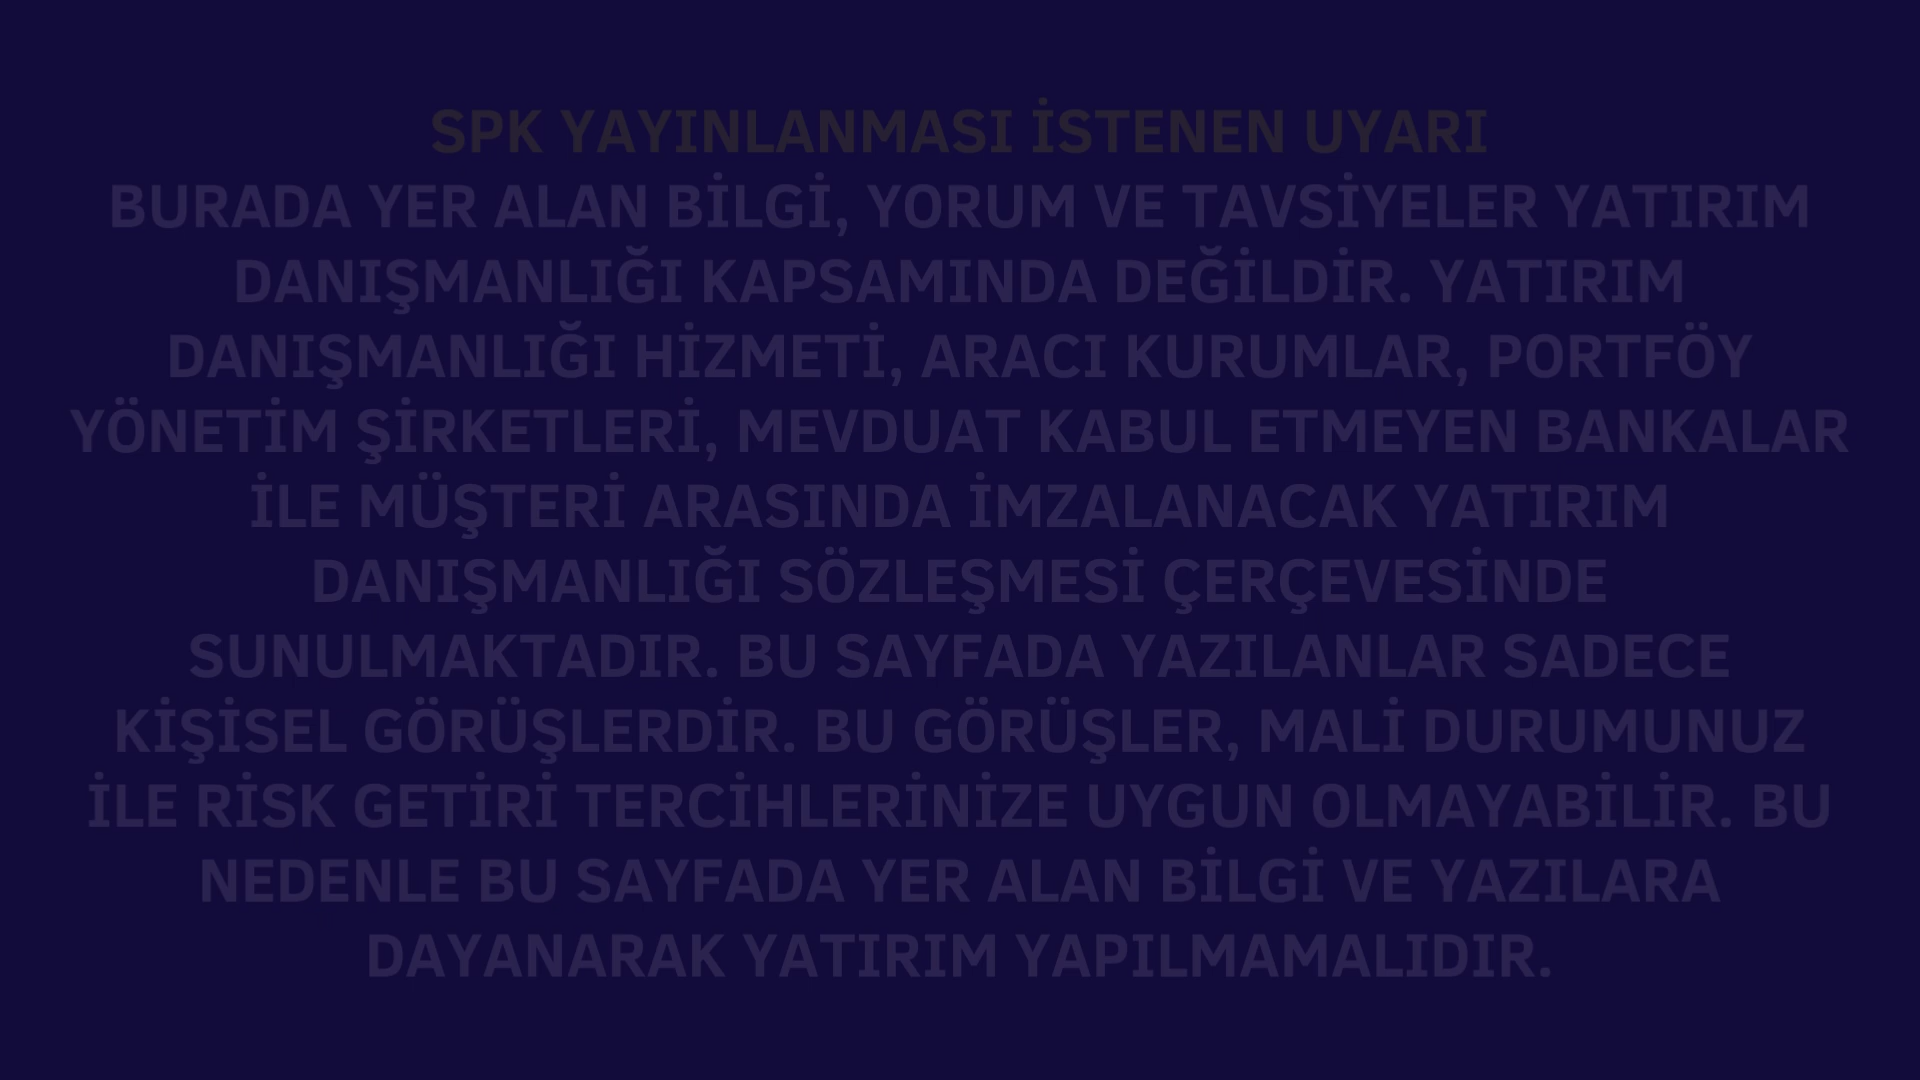 SPK YAYINLANMASI İSTENEN UYARI
BURADA YER ALAN BİLGİ, YORUM VE TAVSİYELER YATIRIM
DANIŞMANLIĞI KAPSAMINDA DEĞİLDİR. YATIRIM
DANIŞMANLIĞI HİZMETİ, ARACI KURUMLAR, PORTFÖY
YÖNETİM ŞİRKETLERİ, MEVDUAT KABUL ETMEYEN BANKALAR
İLE MÜŞTERİ ARASINDA İMZALANACAK YATIRIM
DANIŞMANLIĞI SÖZLEŞMESİ ÇERÇEVESİNDE
SUNULMAKTADIR. BU SAYFADA YAZILANLAR SADECE
KİŞİSEL GÖRÜŞLERDİR. BU GÖRÜŞLER, MALİ DURUMUNUZ
İLE RİSK GETİRİ TERCİHLERİNİZE UYGUN OLMAYABİLİR. BU
NEDENLE BU SAYFADA YER ALAN BİLGİ VE YAZILARA
DAYANARAK YATIRIM YAPILMAMALIDIR.